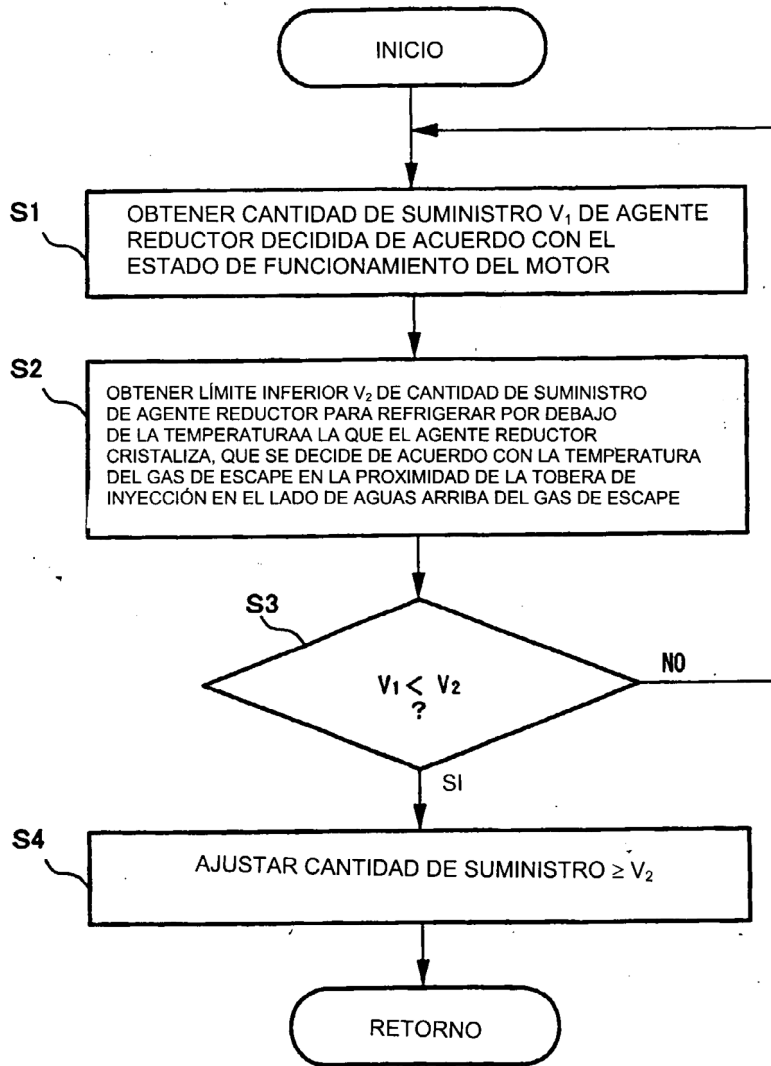 INICIO
S1
OBTENER CANTIDAD DE SUMINISTRO V₁ DE AGENTE
REDUCTOR DECIDIDA DE ACUERDO CON EL
ESTADO DE FUNCIONAMIENTO DEL MOTOR
S2
OBTENER LÍMITE INFERIOR V₂ DE CANTIDAD DE SUMINISTRO
DE AGENTE REDUCTOR PARA REFRIGERAR POR DEBAJO
DE LA TEMPERATURAA LA QUE EL AGENTE REDUCTOR
CRISTALIZA, QUE SE DECIDE DE ACUERDO CON LA TEMPERATURA
DEL GAS DE ESCAPE EN LA PROXIMIDAD DE LA TOBERA DE
INYECCIÓN EN EL LADO DE AGUAS ARRIBA DEL GAS DE ESCAPE
S3
V₁ < V₂
?
NO
SI
S4
AJUSTAR CANTIDAD DE SUMINISTRO ≥ V₂
RETORNO